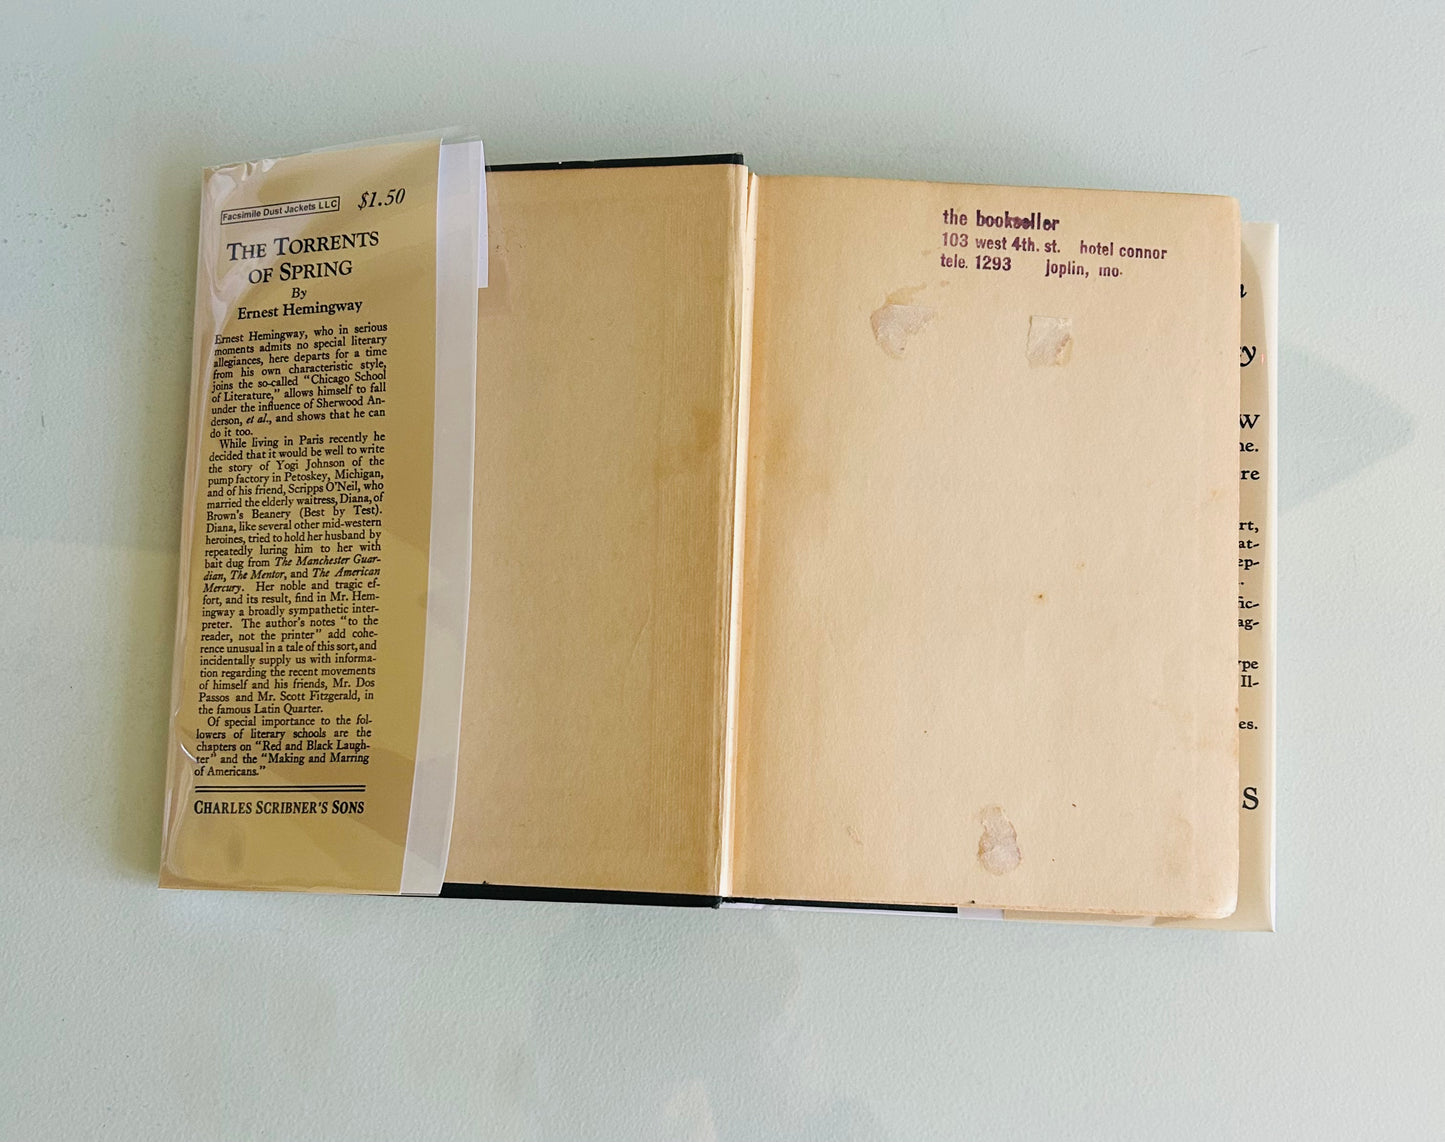 Facsimile Dust Jackets LLC
$1.50
THE TORRENTS
OF SPRING
By
Ernest Hemingway
Ernest Hemingway, who in serious
moments admits no special literary
allegiances, here departs for a time
from his own characteristic style,
joins the so-called "Chicago School
of Literature," allows himself to fall
under the influence of Sherwood An-
derson, et al., and shows that he can
do it too.
While living in Paris recently he
decided that it would be well to write
the story of Yogi Johnson of the
pump factory in Petoskey, Michigan,
and of his friend, Scripps O'Neil, who
married the elderly waitress, Diana, of
Brown's Beanery (Best by Test).
Diana, like several other mid-western
heroines, tried to hold her husband by
repeatedly luring him to her with
bait dug from The Manchester Guar-
dian, The Mentor, and The American
Mercury. Her noble and tragic ef-
fort, and its result, find in Mr. Hem-
ingway a broadly sympathetic inter-
preter. The author's notes "to the
reader, not the printer" add cohe-
rence unusual in a tale of this sort, and
incidentally supply us with informa-
tion regarding the recent movements
of himself and his friends, Mr. Dos
Passos and Mr. Scott Fitzgerald, in
the famous Latin Quarter.
Of special importance to the fol-
lowers of literary schools are the
chapters on "Red and Black Laugh-
ter" and the "Making and Marring
of Americans."
CHARLES SCRIBNER'S SONS
the bookseller
103 west 4th. st. hotel connor
tele. 1293 joplin, mo.